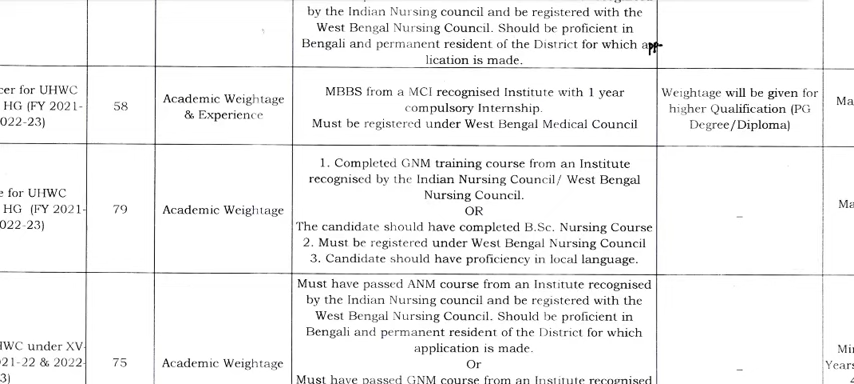 by the Indian Nursing council and be registered with the
West Bengal Nursing Council. Should be proficient in
Bengali and permanent resident of the District for which app-
lication is made.
cer for UHWC
HG (FY 2021-
022-23)
58
Academic Weightage
& Experience
MBBS from a MCI recognised Institute with 1 year
compulsory Internship.
Must be registered under West Bengal Medical Council
Weightage will be given for
higher Qualification (PG
Degree/Diploma)
Ma
e for UHWC
HG (FY 2021-
022-23)
79
Academic Weightage
1. Completed GNM training course from an Institute
recognised by the Indian Nursing Council/ West Bengal
Nursing Council.
OR
The candidate should have completed B.Sc. Nursing Course
2. Must be registered under West Bengal Nursing Council
3. Candidate should have proficiency in local language.
–
Ma
HWC under XV-
021-22 & 2022-
3)
75
Academic Weightage
Must have passed ANM course from an Institute recognised
by the Indian Nursing council and be registered with the
West Bengal Nursing Council. Should be proficient in
Bengali and permanent resident of the District for which
application is made.
Or
Must have passed GNM course from an Institute recognised
–
Min
Years